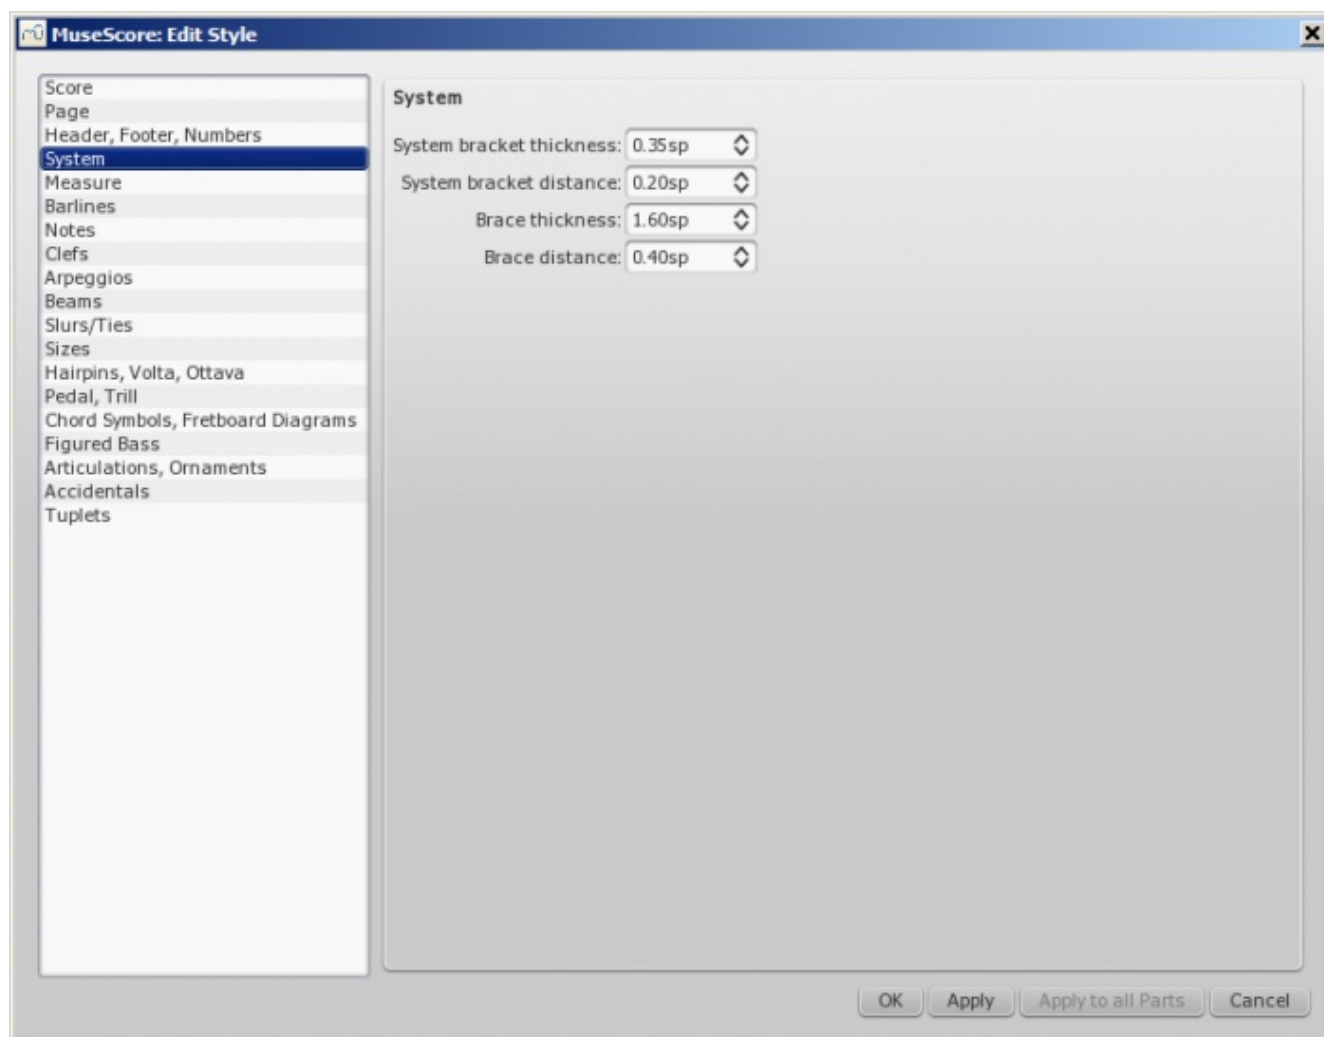 MuseScore: Edit Style
Score
Page
Header, Footer, Numbers
System
Measure
Barlines
Notes
Clefs
Arpeggios
Beams
Slurs/Ties
Sizes
Hairpins, Volta, Ottava
Pedal, Trill
Chord Symbols, Fretboard Diagrams
Figured Bass
Articulations, Ornaments
Accidentals
Tuplets
System
System bracket thickness: 0.35sp
System bracket distance: 0.20sp
Brace thickness: 1.60sp
Brace distance: 0.40sp
OK Apply Apply to all Parts Cancel